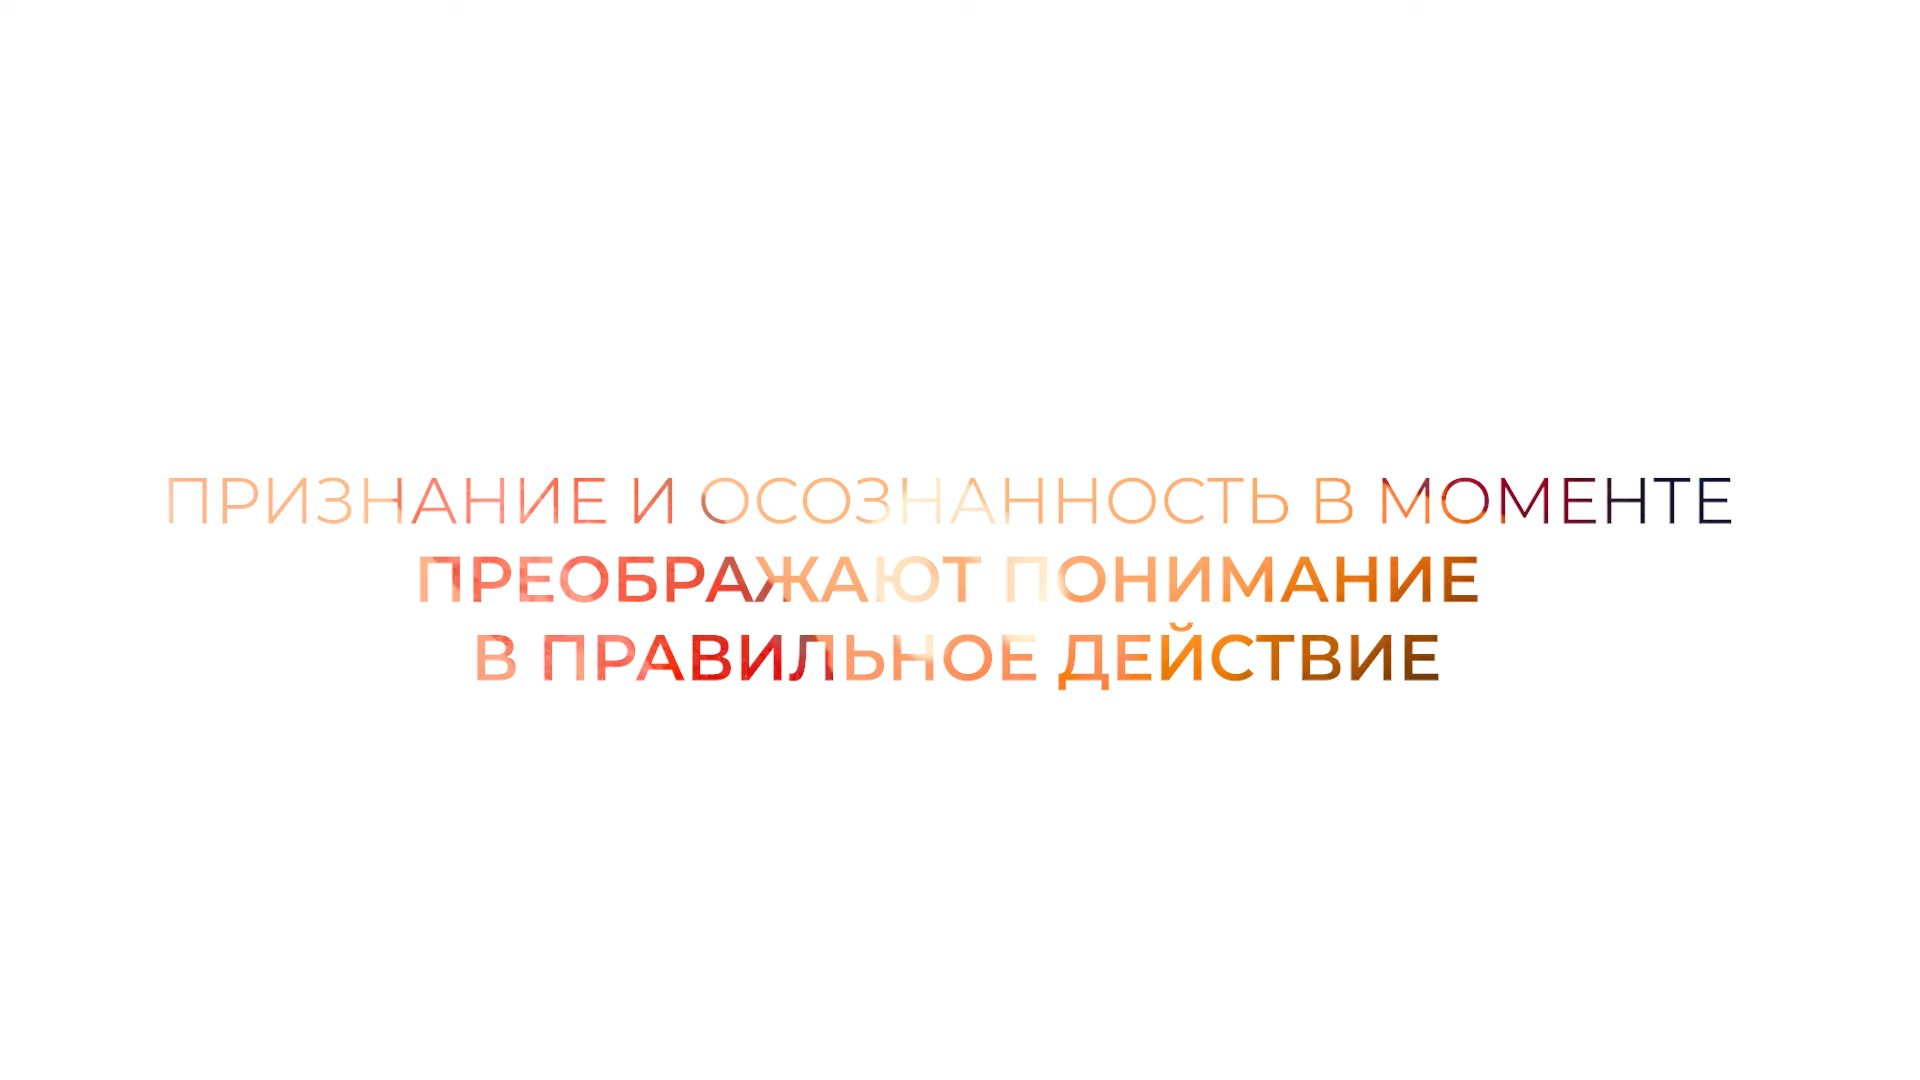 ПРИЗНАНИЕ И ОСОЗНАННОСТЬ В МОМЕНТЕ
ПРЕОБРАЖАЮТ ПОНИМАНИЕ
В ПРАВИЛЬНОЕ ДЕЙСТВИЕ